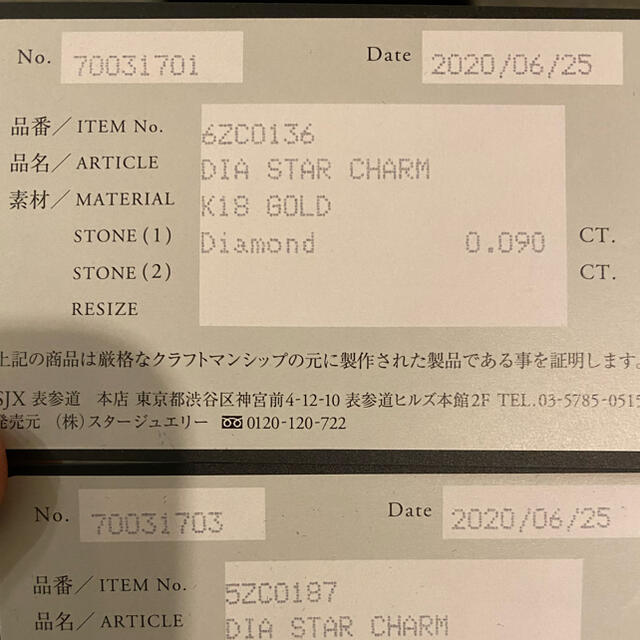 No. 70031701 Date 2020/06/25
品番/ ITEM No. 6ZC0136
品名/ ARTICLE DIA STAR CHARM
素材/ MATERIAL K18 GOLD
STONE (1) Diamond 0.090 CT.
STONE (2) CT.
RESIZE
上記の商品は厳格なクラフトマンシップの元に製作された製品である事を証明します。
SJX 表参道 本店 東京都渋谷区神宮前4-12-10 表参道ヒルズ本館2F TEL.03-5785-0515
発売元 (株)スタージュエリー 0120-120-722
No. 70031703 Date 2020/06/25
品番/ ITEM No. 5ZC0187
品名/ ARTICLE DIA STAR CHARM